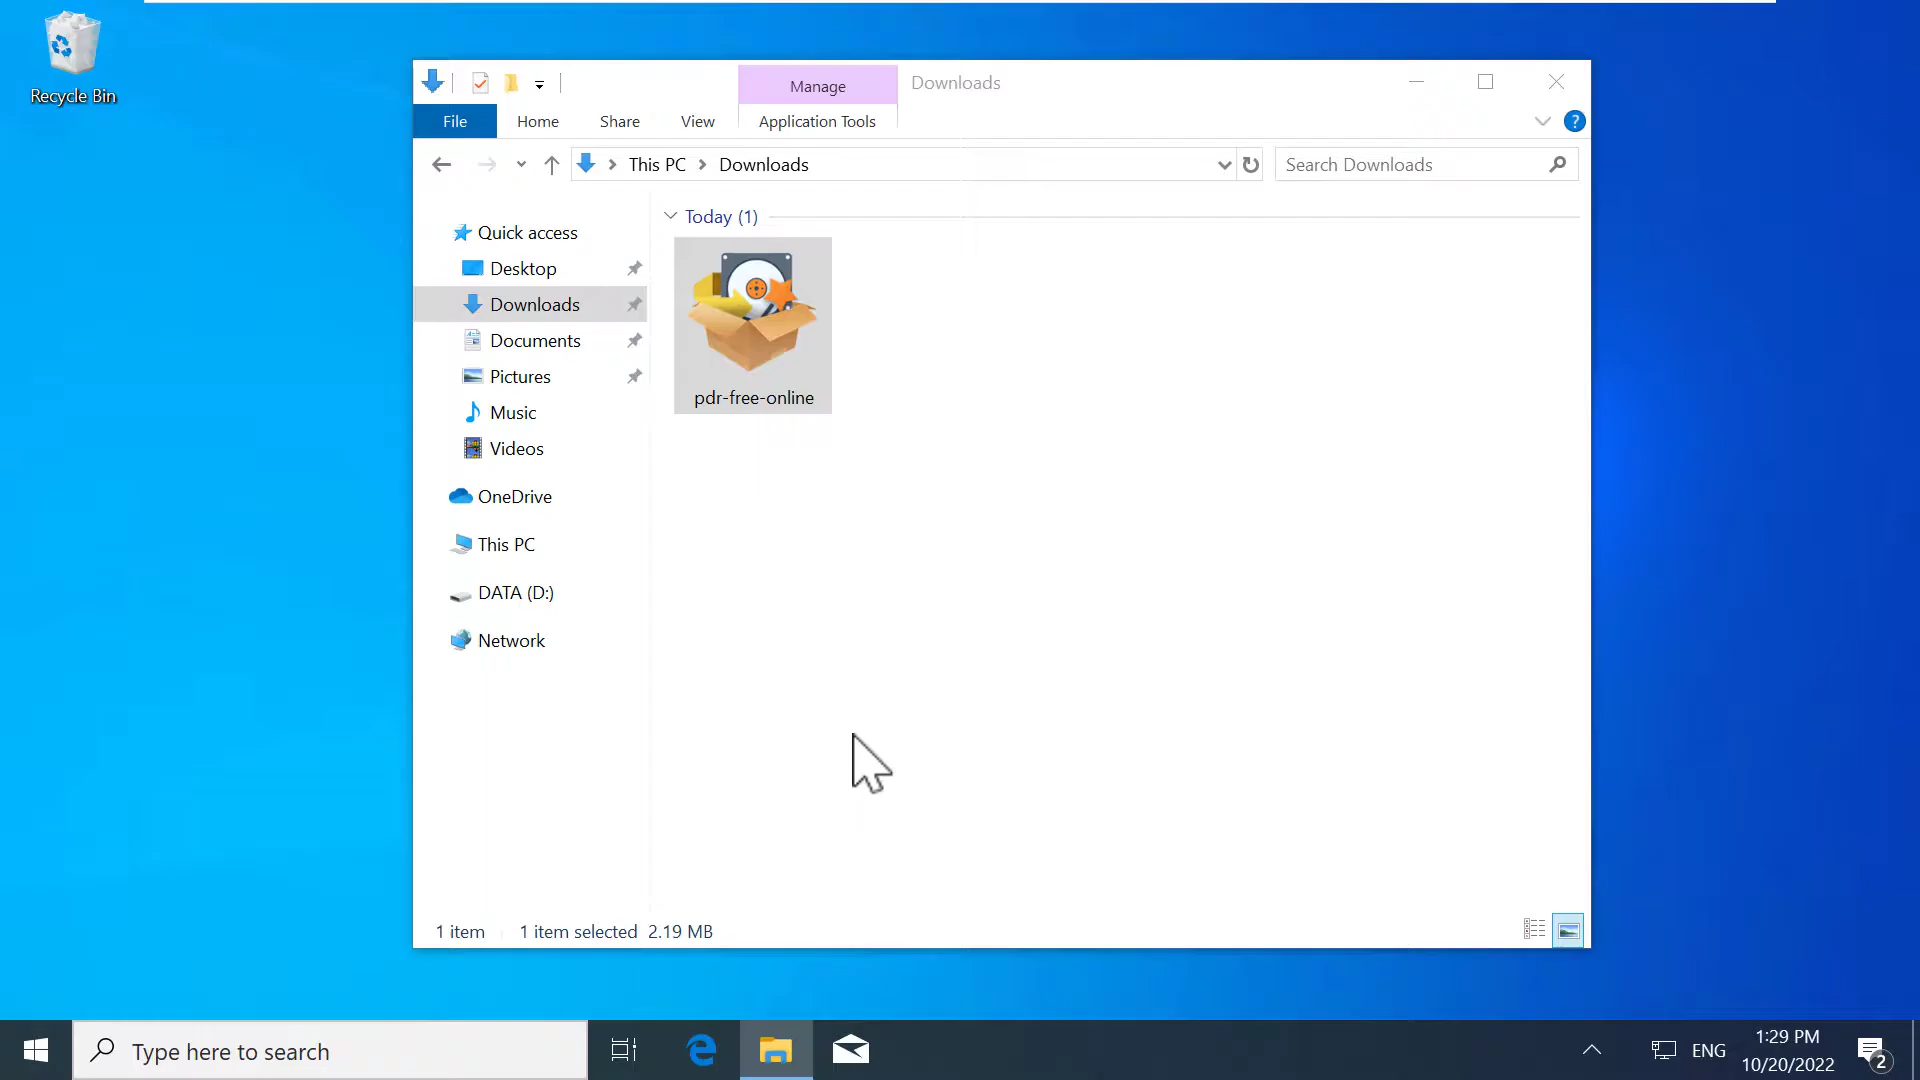 Recycle Bin
Manage
Downloads
File
Home
Share
View
Application Tools
This PC
Downloads
Search Downloads
Quick access
Desktop
Downloads
Documents
Pictures
Music
Videos
OneDrive
This PC
DATA (D:)
Network
Today (1)
pdr-free-online
1 item
1 item selected
2.19 MB
Type here to search
ENG
1:29 PM
10/20/2022
2